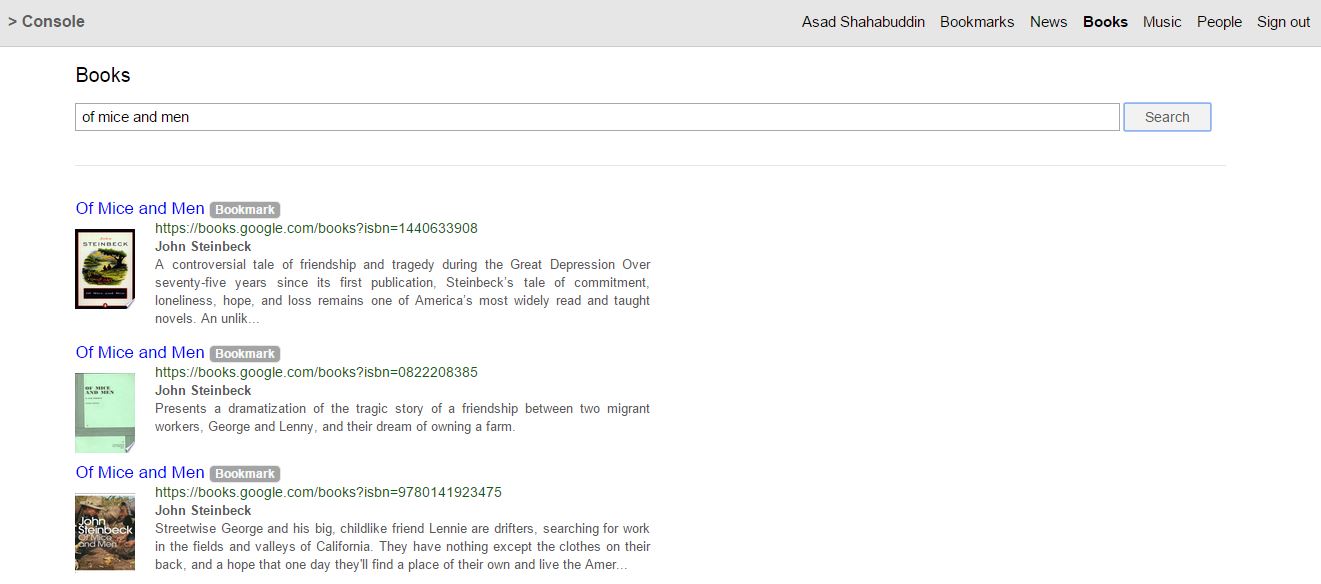 > Console
Asad Shahabuddin Bookmarks News Books Music People Sign out
Books
of mice and men
Search
Of Mice and Men Bookmark
https://books.google.com/books?isbn=1440633908
STEINBECK
John Steinbeck
A controversial tale of friendship and tragedy during the Great Depression Over
seventy-five years since its first publication, Steinbeck’s tale of commitment,
OF MICE AND MEN
loneliness, hope, and loss remains one of America’s most widely read and taught
novels. An unlik...
Of Mice and Men Bookmark
https://books.google.com/books?isbn=0822208385
OF MICE
AND MEN
John Steinbeck
Presents a dramatization of the tragic story of a friendship between two migrant
workers, George and Lenny, and their dream of owning a farm.
Of Mice and Men Bookmark
https://books.google.com/books?isbn=9780141923475
John Steinbeck
John
Steinbeck
Of Mice
and Men
Streetwise George and his big, childlike friend Lennie are drifters, searching for work
in the fields and valleys of California. They have nothing except the clothes on their
back, and a hope that one day they'll find a place of their own and live the Amer...